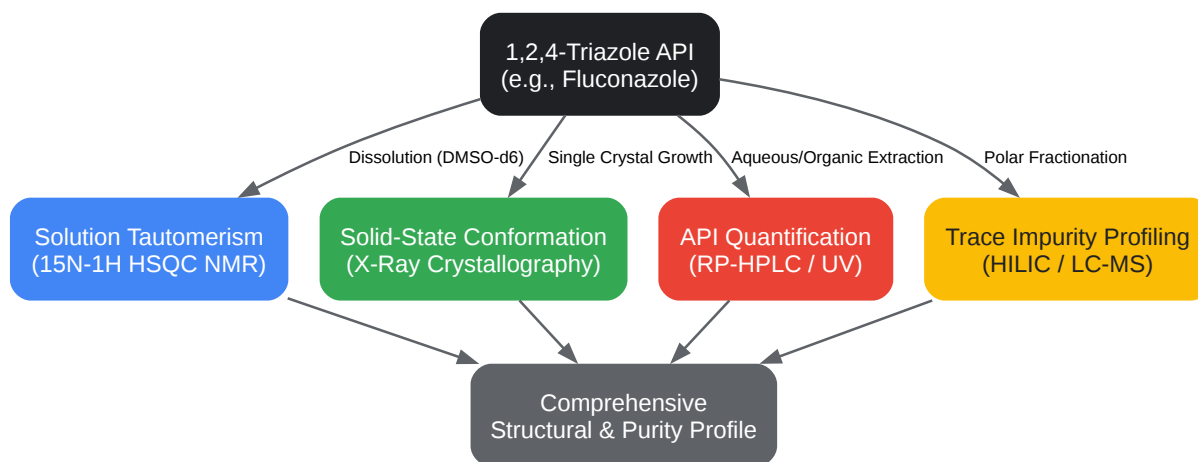 1,2,4-Triazole API
(e.g., Fluconazole)
Dissolution (DMSO-d6)
Single Crystal Growth
Aqueous/Organic Extraction
Polar Fractionation
Solution Tautomerism
(15N-1H HSQC NMR)
Solid-State Conformation
(X-Ray Crystallography)
API Quantification
(RP-HPLC / UV)
Trace Impurity Profiling
(HILIC / LC-MS)
Comprehensive
Structural & Purity Profile